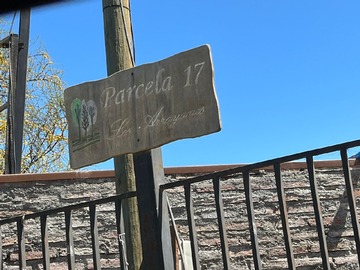 Parcela 17
Los Arrayanes